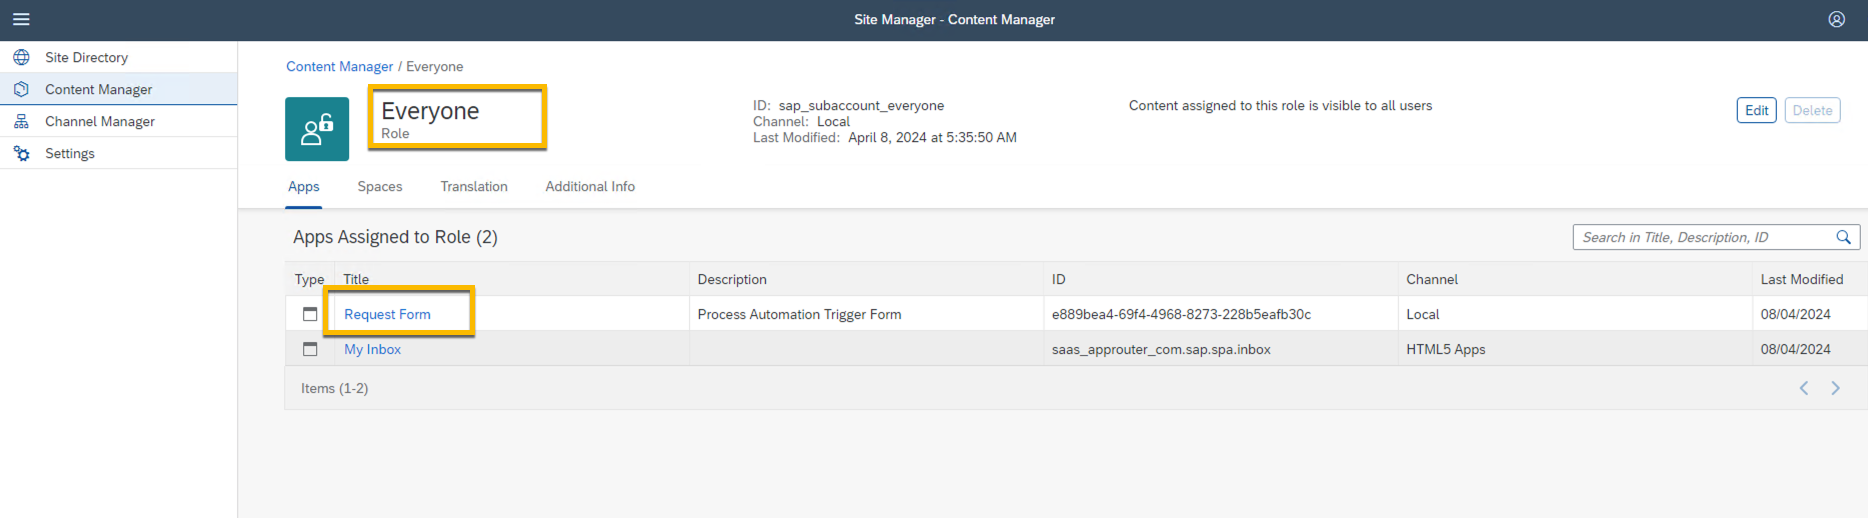 Site Manager - Content Manager
Site Directory
Content Manager
Channel Manager
Settings
Content Manager / Everyone
Everyone
Role
ID: sap_subaccount_everyone
Channel: Local
Last Modified: April 8, 2024 at 5:35:50 AM
Content assigned to this role is visible to all users
Edit Delete
Apps Spaces Translation Additional Info
Apps Assigned to Role (2)
Search in Title, Description, ID
Type Title Description ID Channel Last Modified
Request Form Process Automation Trigger Form e889bea4-69f4-4968-8273-228b5eafb30c Local 08/04/2024
My Inbox saas_approuter_com.sap.spa.inbox HTML5 Apps 08/04/2024
Items (1-2)